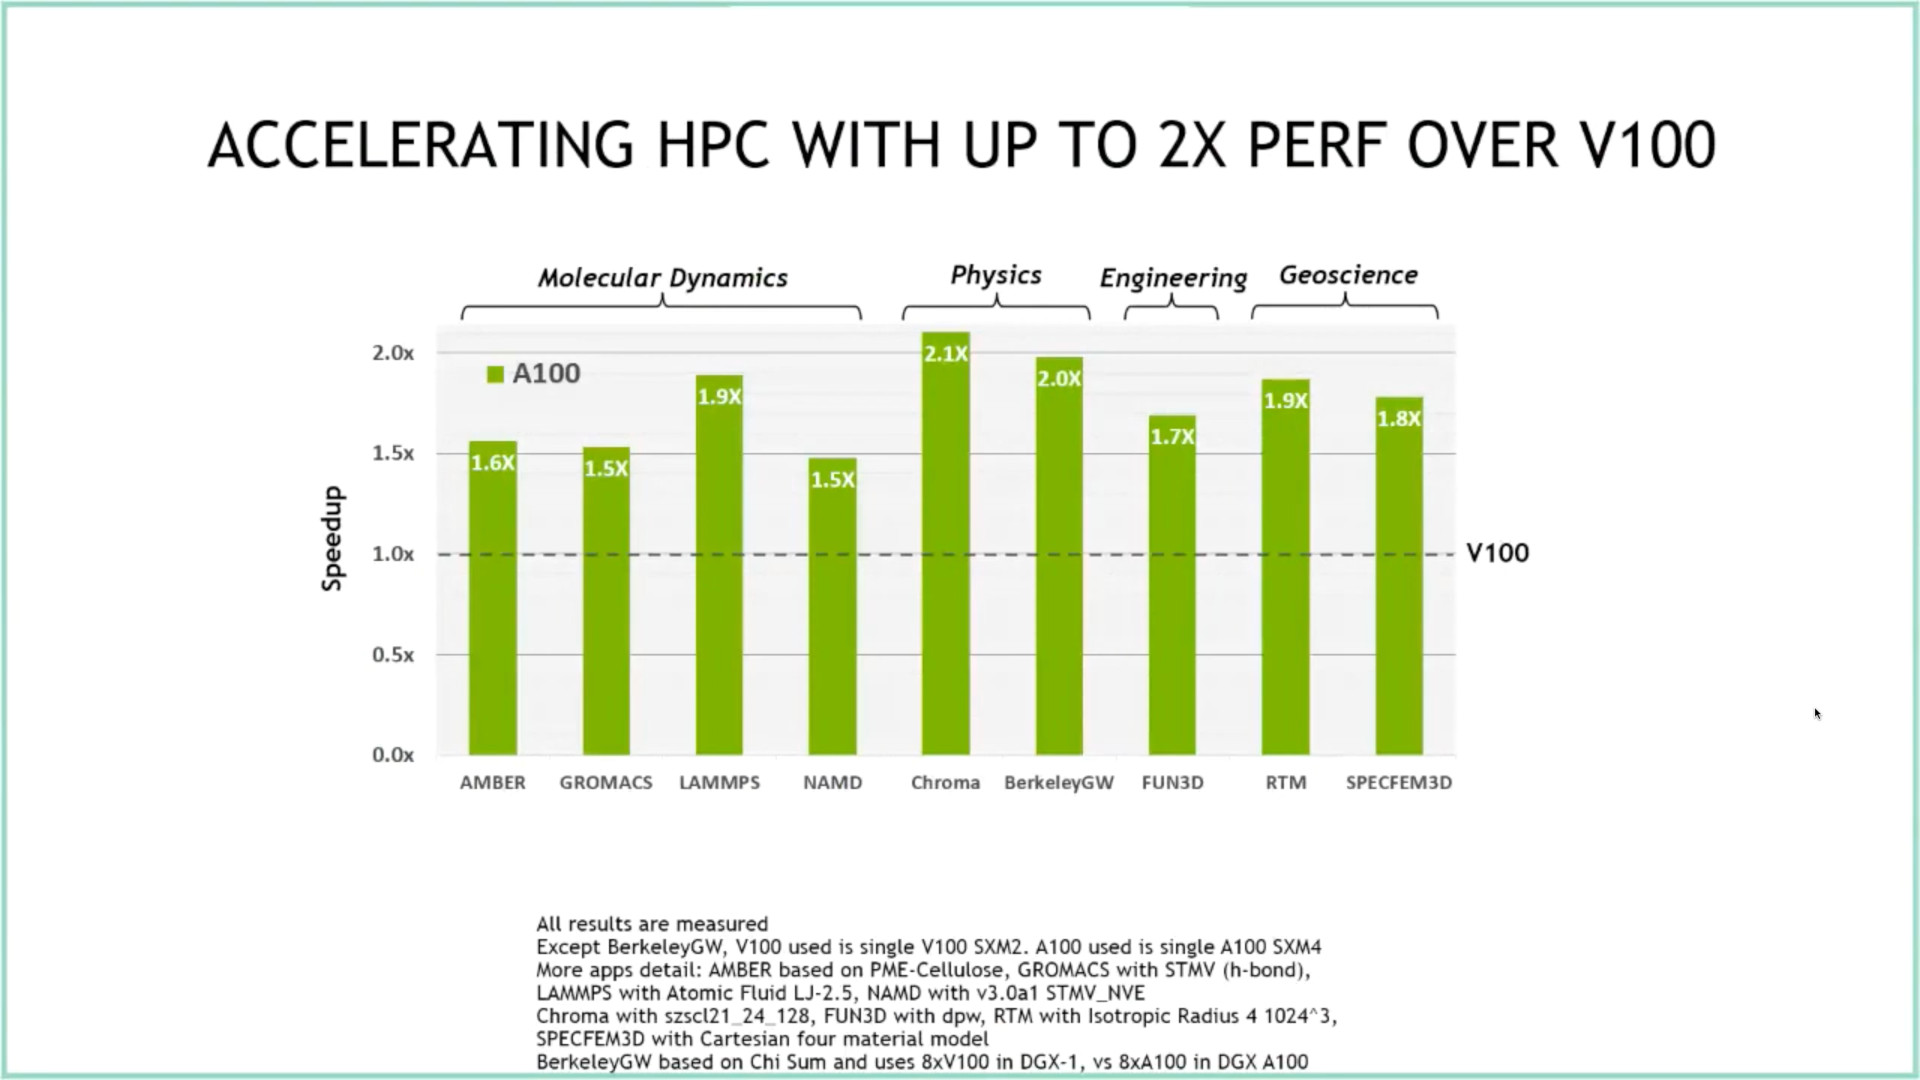 ACCELERATING HPC WITH UP TO 2X PERF OVER V100
Molecular Dynamics
Physics
Engineering
Geoscience
2.0x
1.5x
1.0x
0.5x
0.0x
Speedup
A100
1.6X
1.5X
1.9X
1.5X
2.1X
2.0X
1.7X
1.9X
1.8X
V100
AMBER
GROMACS
LAMMPS
NAMD
Chroma
BerkeleyGW
FUN3D
RTM
SPECFEM3D
All results are measured
Except BerkeleyGW, V100 used is single V100 SXM2. A100 used is single A100 SXM4
More apps detail: AMBER based on PME-Cellulose, GROMACS with STMV (h-bond),
LAMMPS with Atomic Fluid LJ-2.5, NAMD with v3.0a1 STMV_NVE
Chroma with szscl21_24_128, FUN3D with dpw, RTM with Isotropic Radius 4 1024^3,
SPECFEM3D with Cartesian four material model
BerkeleyGW based on Chi Sum and uses 8xV100 in DGX-1, vs 8xA100 in DGX A100